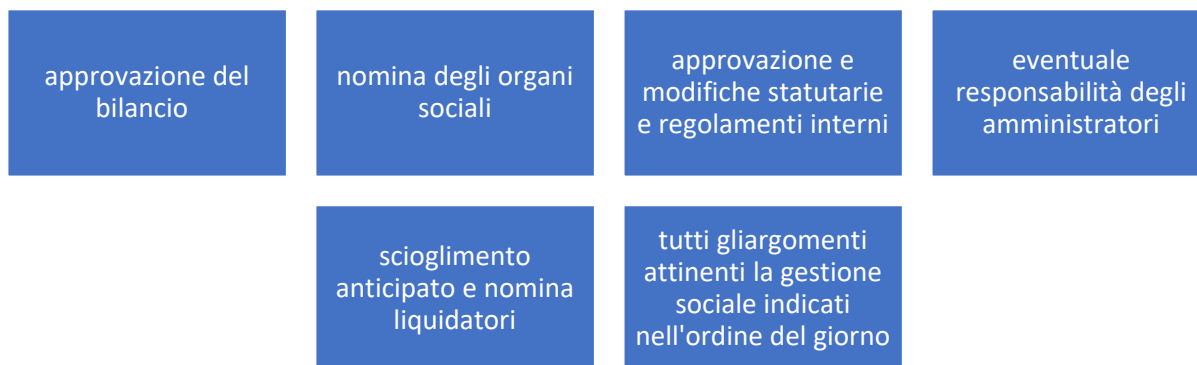 approvazione del
bilancio
nomina degli organi
sociali
approvazione e
modifiche statutarie
e regolamenti interni
eventuale
responsabilità degli
amministratori
scioglimento
anticipato e nomina
liquidatori
tutti gliargomenti
attinenti la gestione
sociale indicati
nell'ordine del giorno